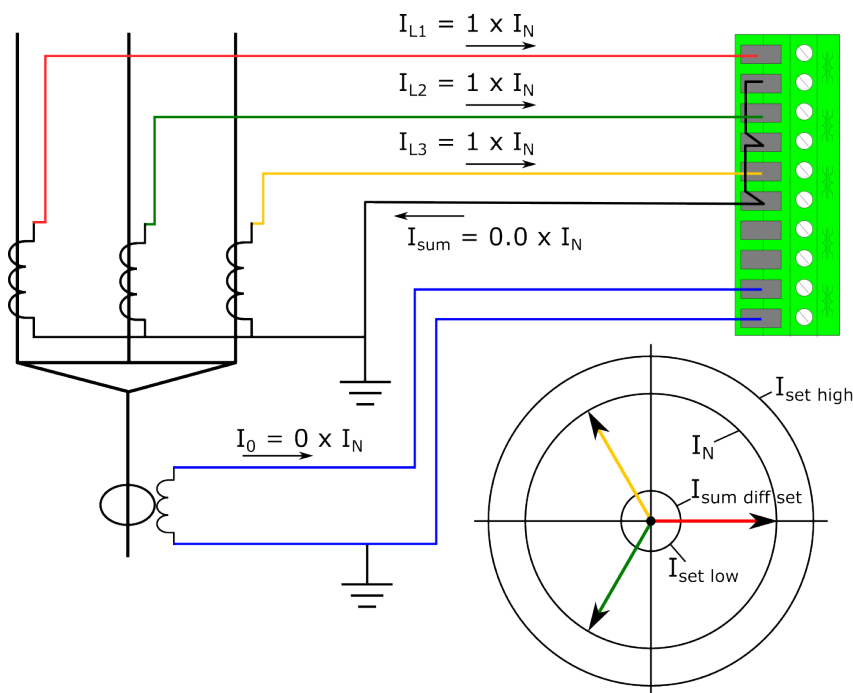 I_L1 = 1 x I_N
I_L2 = 1 x I_N
I_L3 = 1 x I_N
I_sum = 0.0 x I_N
I_0 = 0 x I_N
I_set high
I_N
I_sum diff set
I_set low